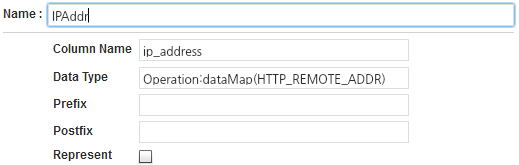 Name : IPAddr
Column Name ip_address
Data Type Operation:dataMap(HTTP_REMOTE_ADDR)
Prefix
Postfix
Represent